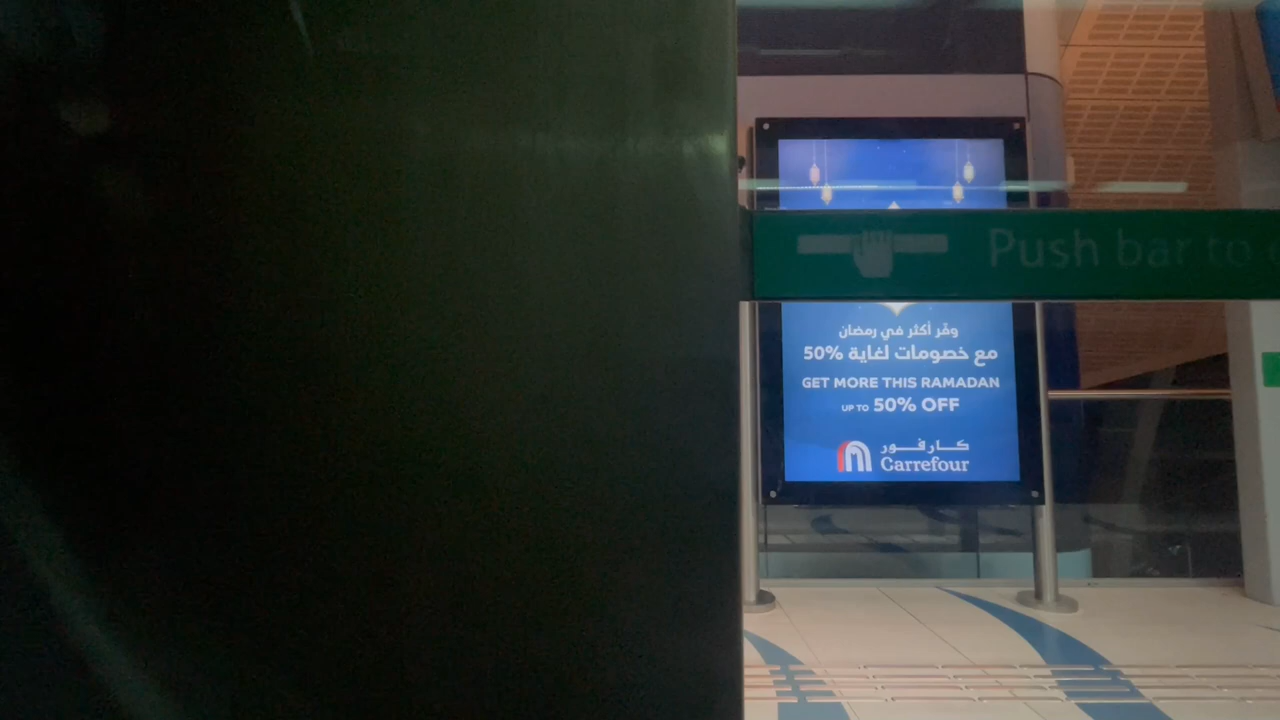 Push bar to
وفّر أكثر في رمضان
مع خصومات لغاية 50%
GET MORE THIS RAMADAN
UP TO 50% OFF
كارفور
Carrefour